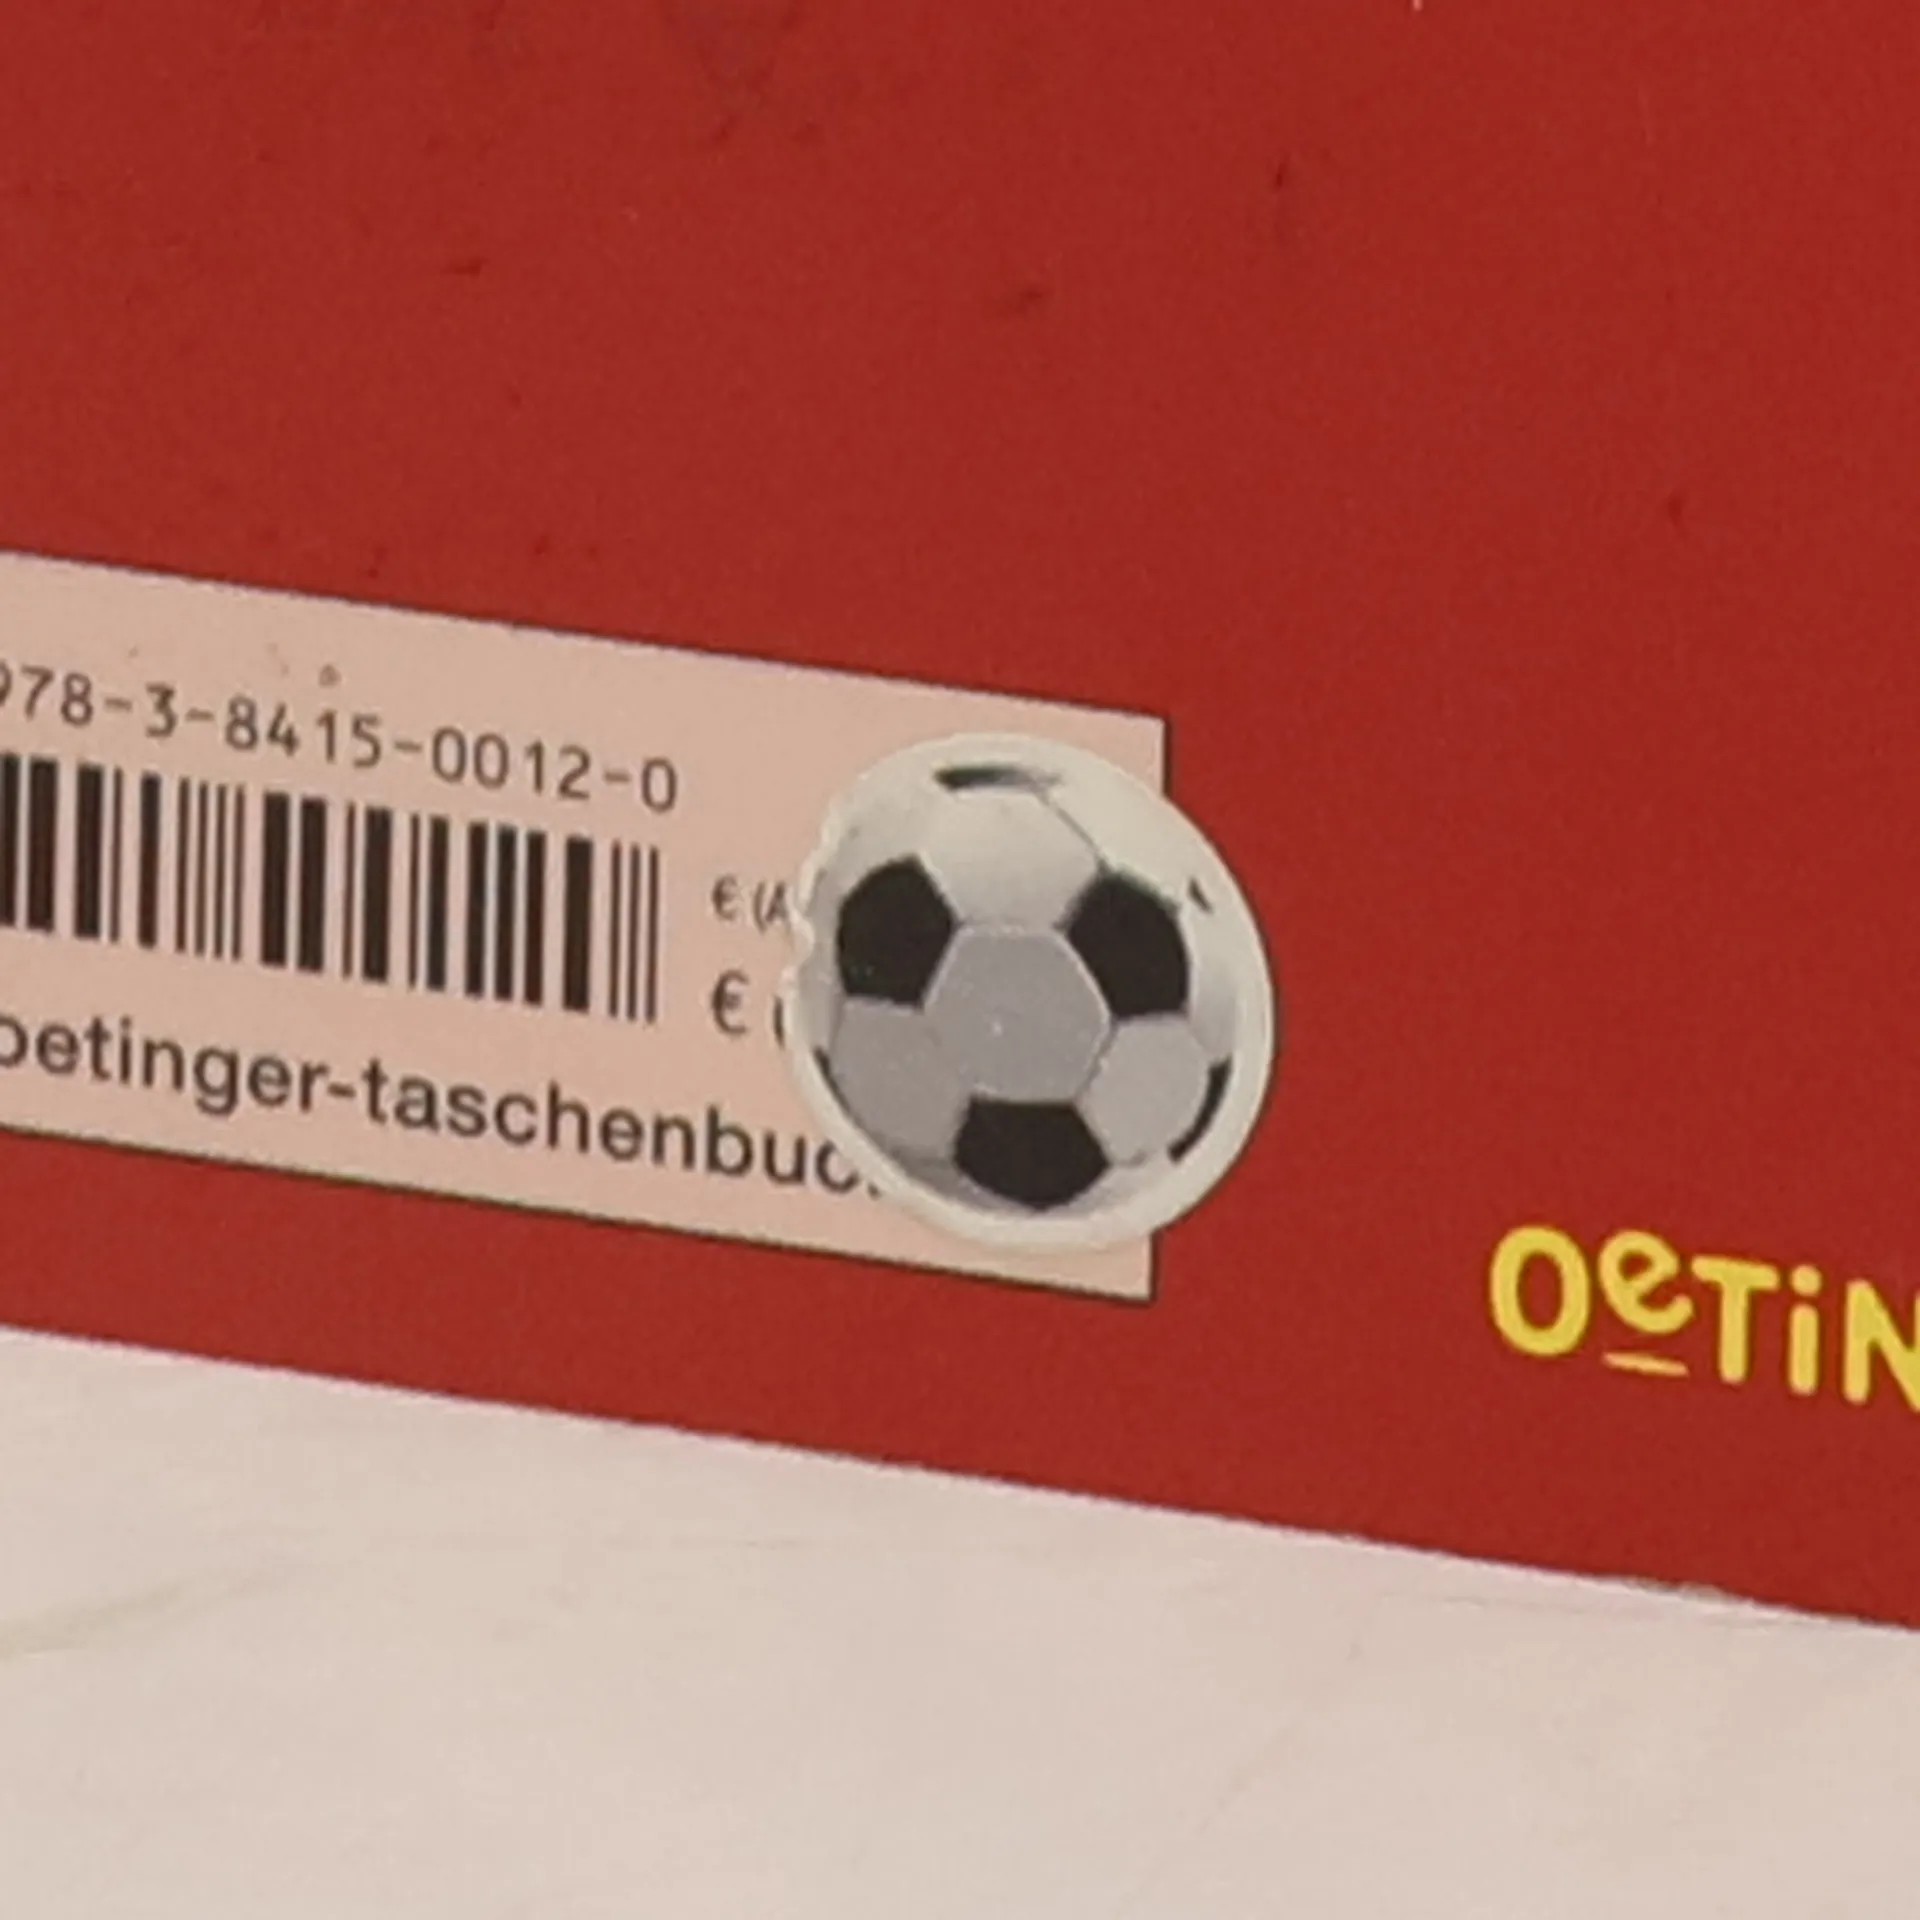 978-3-8415-0012-0
€ (A
€ (
oetinger-taschenbuc
OeTiN